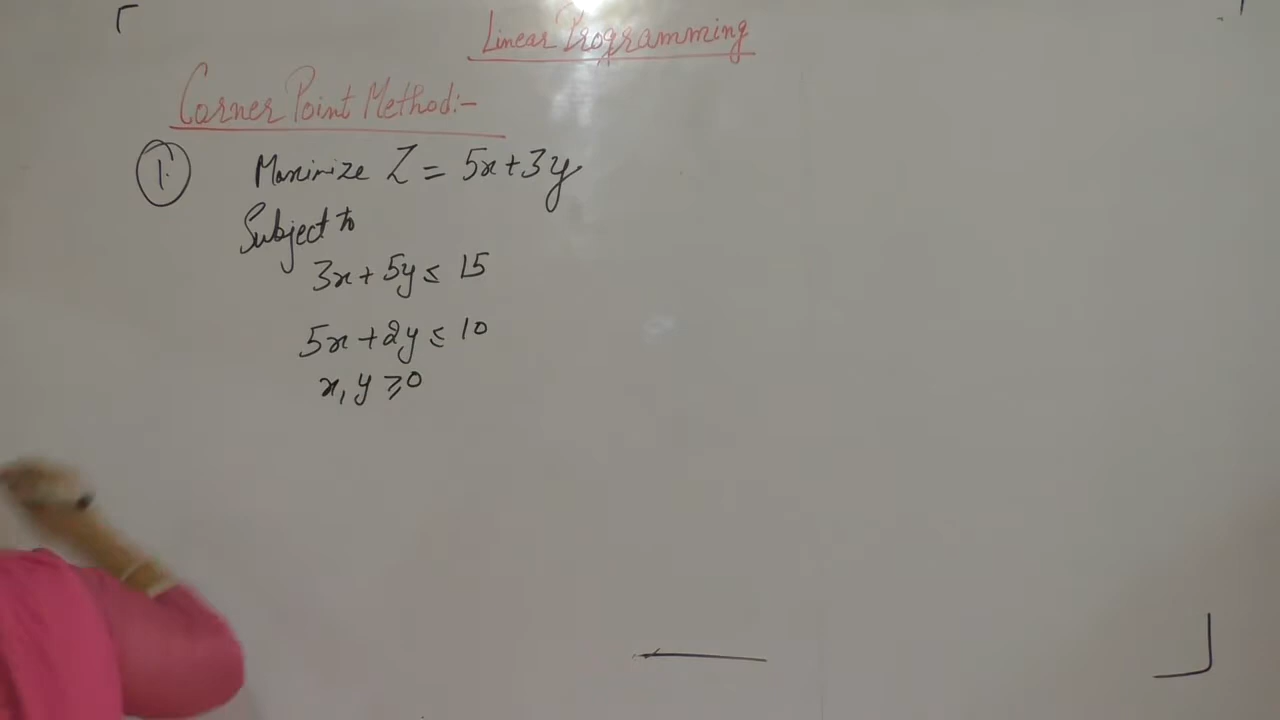 Linear Programming
Corner Point Method:-
1. Maximize Z = 5x+3y
Subject to
3x+5y ≤ 15
5x+2y ≤ 10
x, y ≥ 0